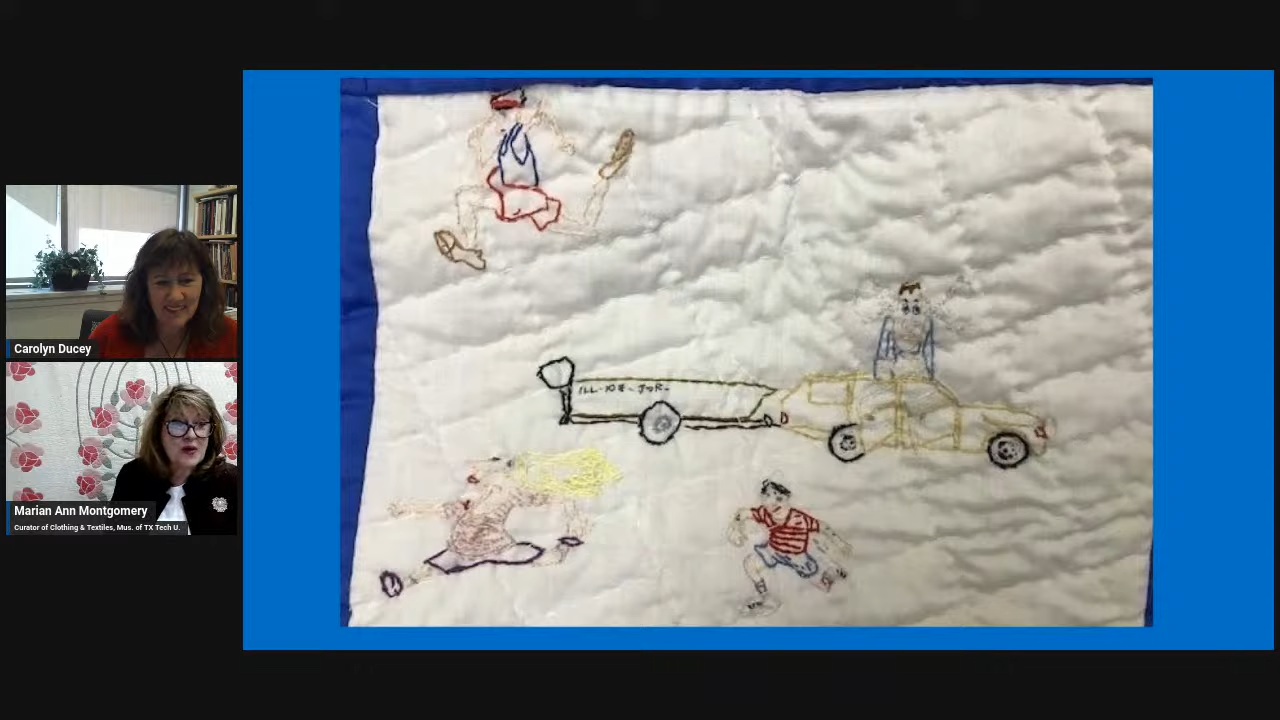 Carolyn Ducey
Marian Ann Montgomery
Curator of Clothing & Textiles, Mus. of TX Tech U.